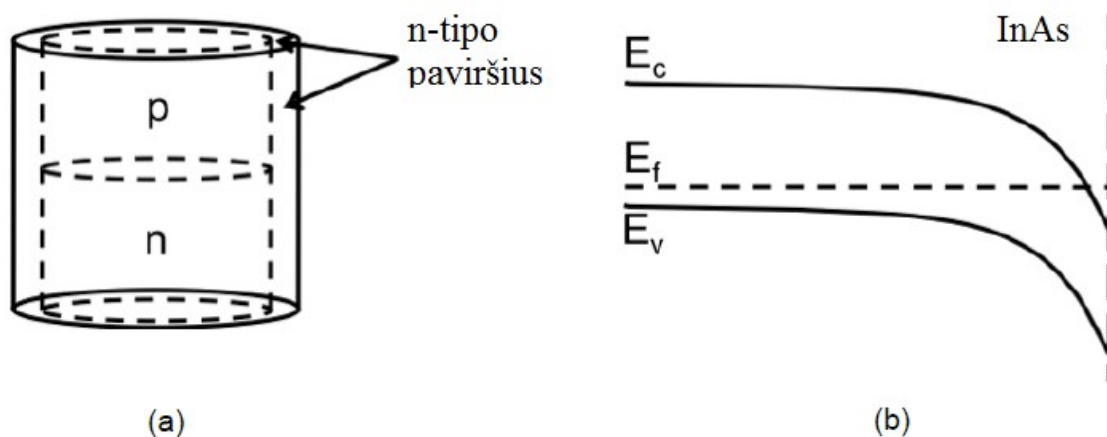 n-tipo
paviršius
p
n
(a)
InAs
E_c
E_f
E_v
(b)